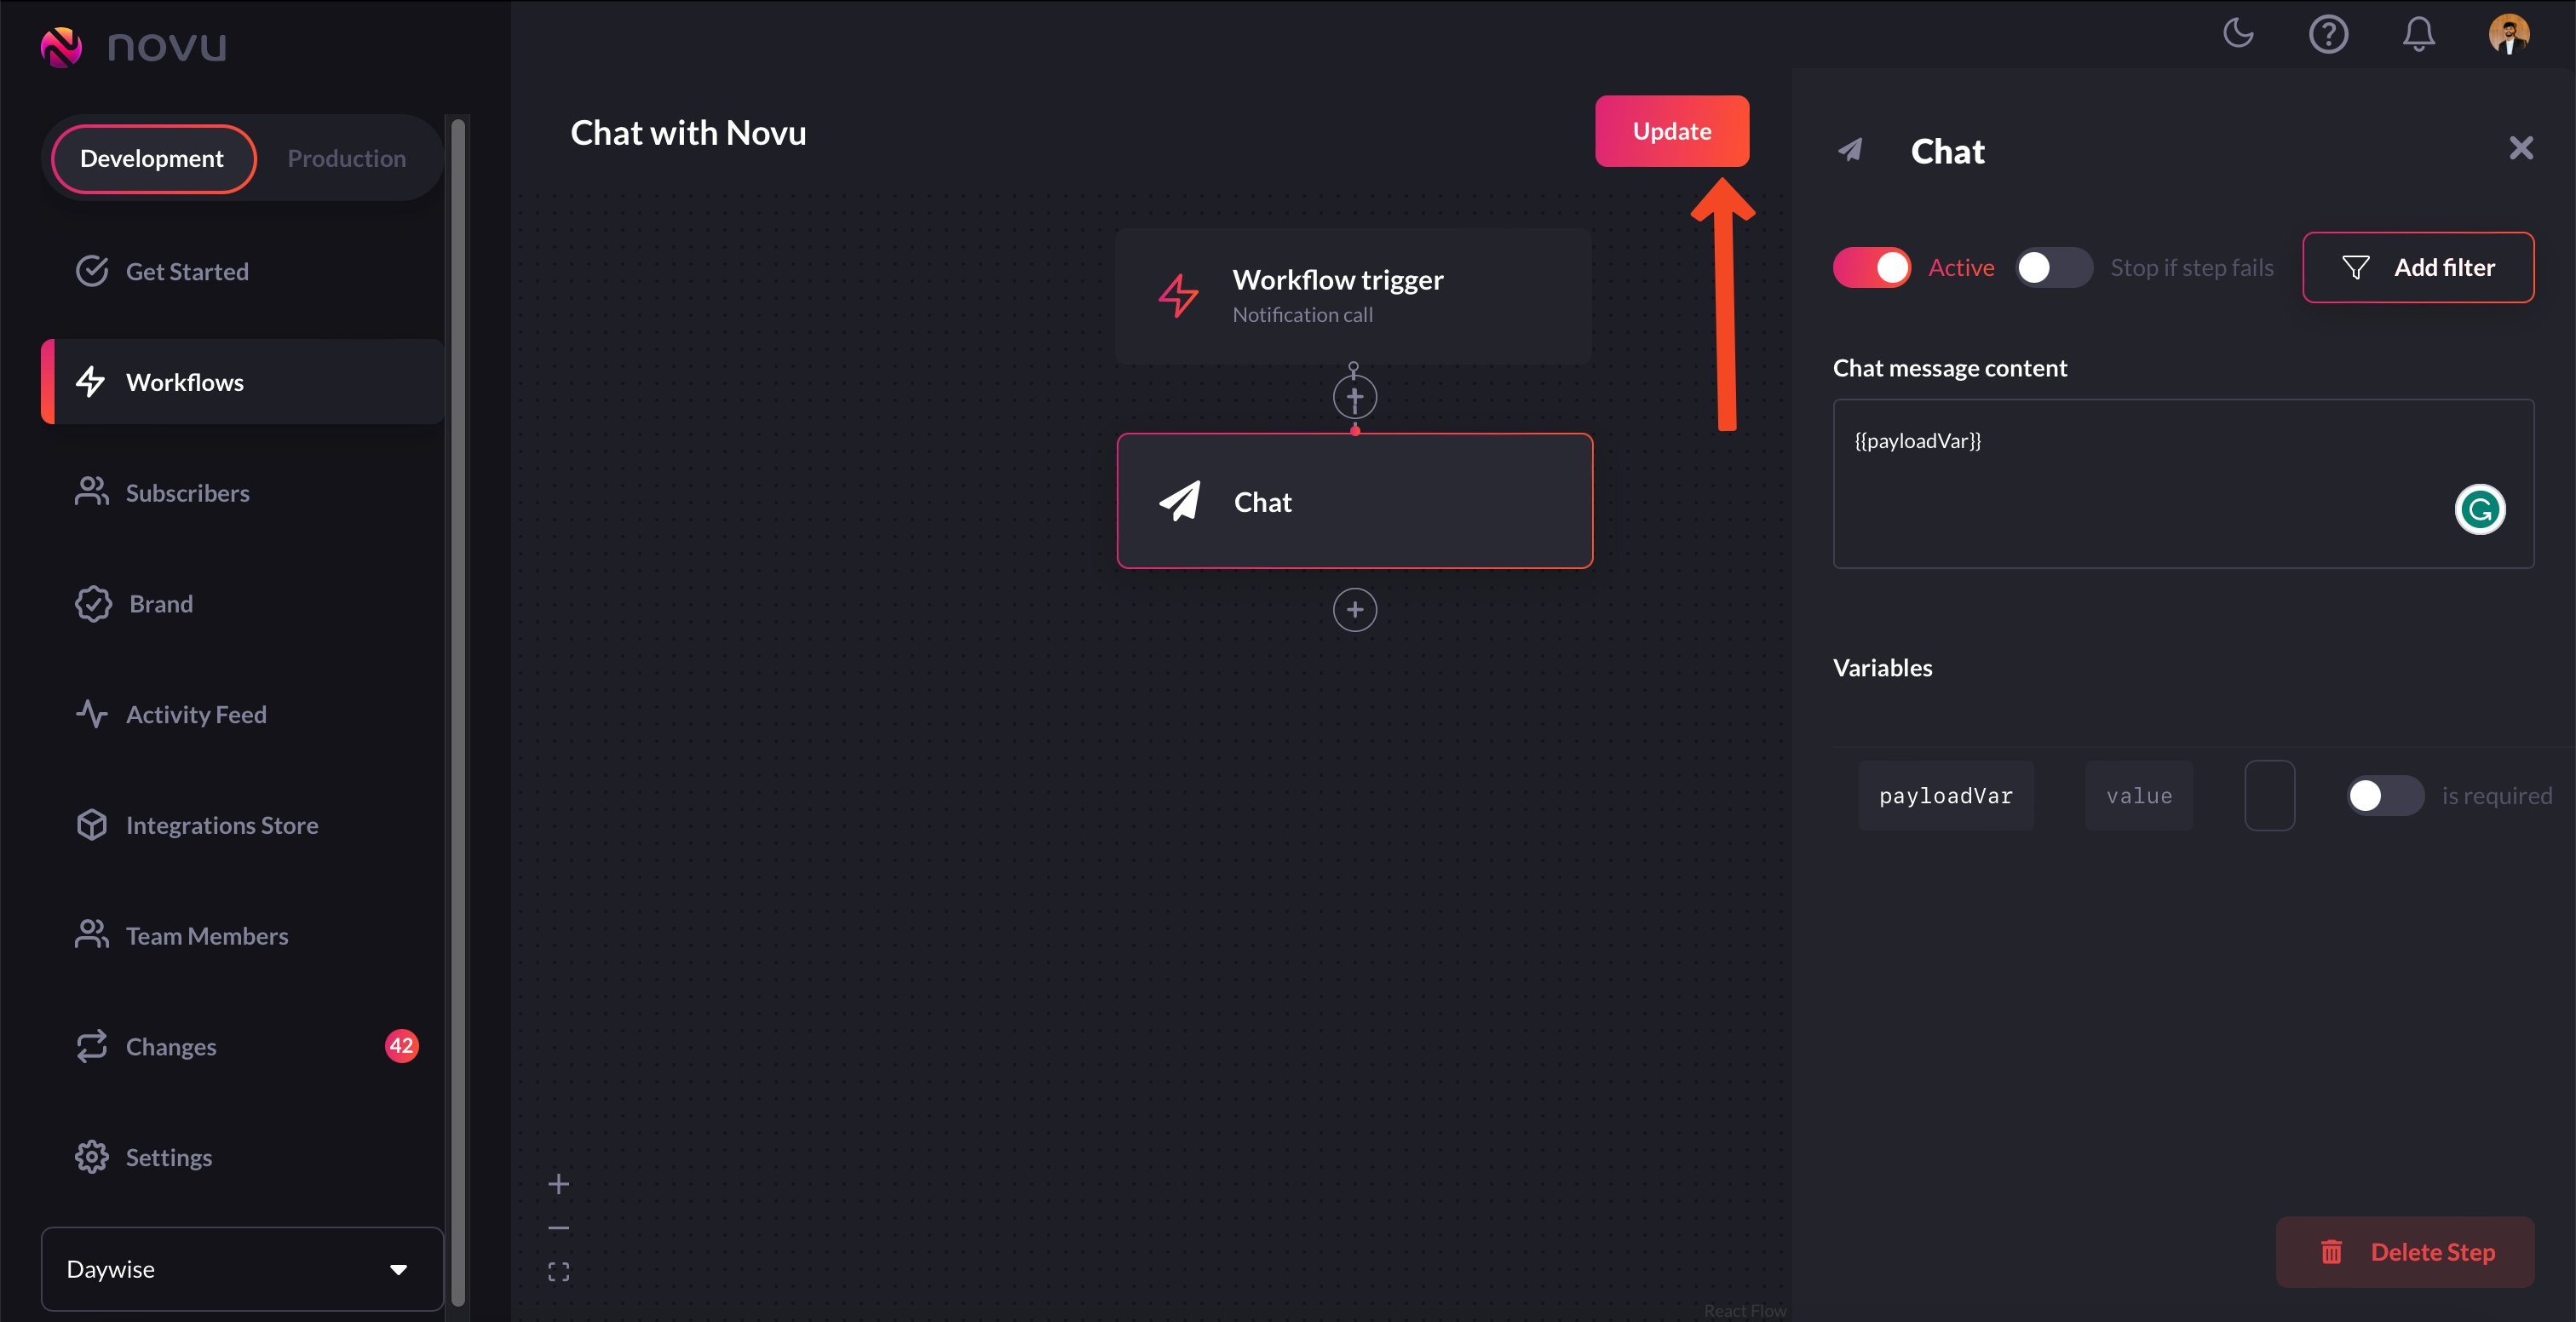 novu
Development
Production
Get Started
Workflows
Subscribers
Brand
Activity Feed
Integrations Store
Team Members
Changes
42
Settings
Daywise
Chat with Novu
Update
Workflow trigger
Notification call
Chat
React Flow
Chat
Active
Stop if step fails
Add filter
Chat message content
{{payloadVar}}
Variables
payloadVar
value
is required
Delete Step